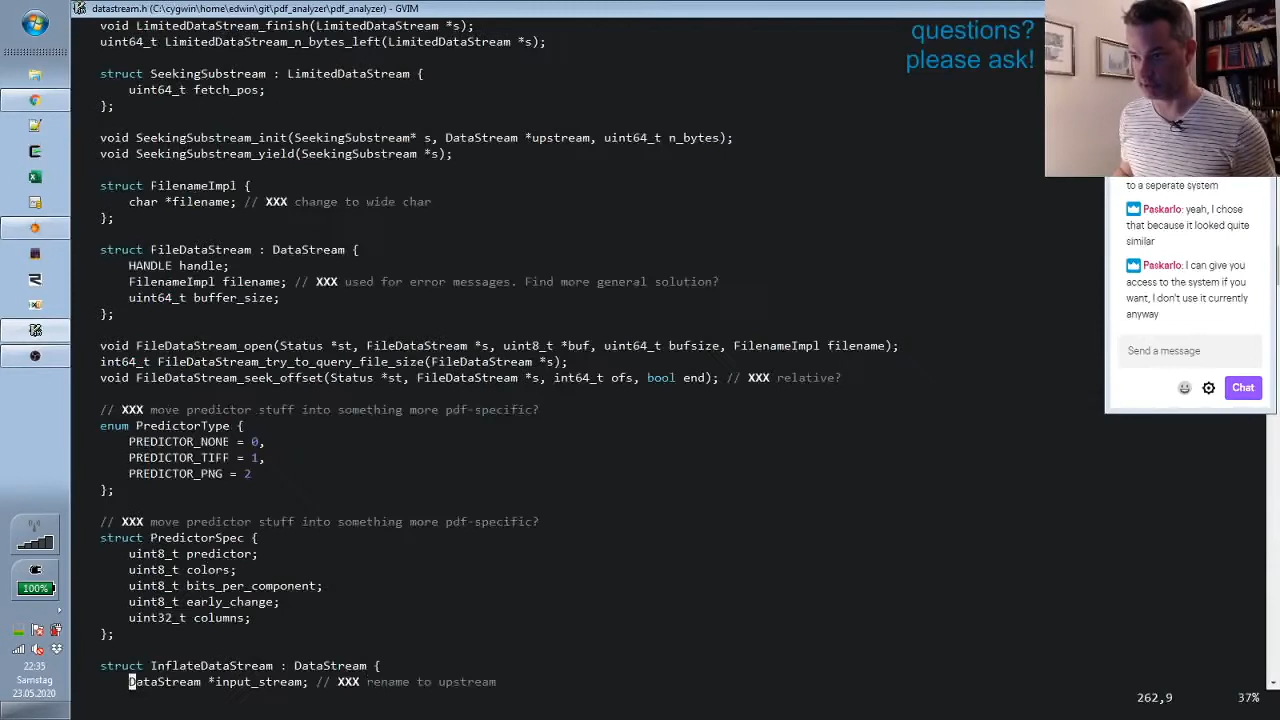 datastream.h (C:\cygwin\home\edwin\git\pdf_analyzer\pdf_analyzer) - GVIM
void LimitedDataStream_finish(LimitedDataStream *s);
uint64_t LimitedDataStream_n_bytes_left(LimitedDataStream *s);
struct SeekingSubstream : LimitedDataStream {
uint64_t fetch_pos;
};
void SeekingSubstream_init(SeekingSubstream* s, DataStream *upstream, uint64_t n_bytes);
void SeekingSubstream_yield(SeekingSubstream *s);
struct FilenameImpl {
char *filename; // XXX change to wide char
};
struct FileDataStream : DataStream {
HANDLE handle;
FilenameImpl filename; // XXX used for error messages. Find more general solution?
uint64_t buffer_size;
};
void FileDataStream_open(Status *st, FileDataStream *s, uint8_t *buf, uint64_t bufsize, FilenameImpl filename);
int64_t FileDataStream_try_to_query_file_size(FileDataStream *s);
void FileDataStream_seek_offset(Status *st, FileDataStream *s, int64_t ofs, bool end); // XXX relative?
// XXX move predictor stuff into something more pdf-specific?
enum PredictorType {
PREDICTOR_NONE = 0,
PREDICTOR_TIFF = 1,
PREDICTOR_PNG = 2
};
// XXX move predictor stuff into something more pdf-specific?
struct PredictorSpec {
uint8_t predictor;
uint8_t colors;
uint8_t bits_per_component;
uint8_t early_change;
uint32_t columns;
};
struct InflateDataStream : DataStream {
DataStream *input_stream; // XXX rename to upstream
262,9 37%
questions?
please ask!
to a seperate system
Paskarlo: yeah, I chose
that because it looked quite
similar
Paskarlo: I can give you
access to the system if you
want, I don't use it currently
anyway
Send a message
Chat
100%
22:35
Samstag
23.05.2020